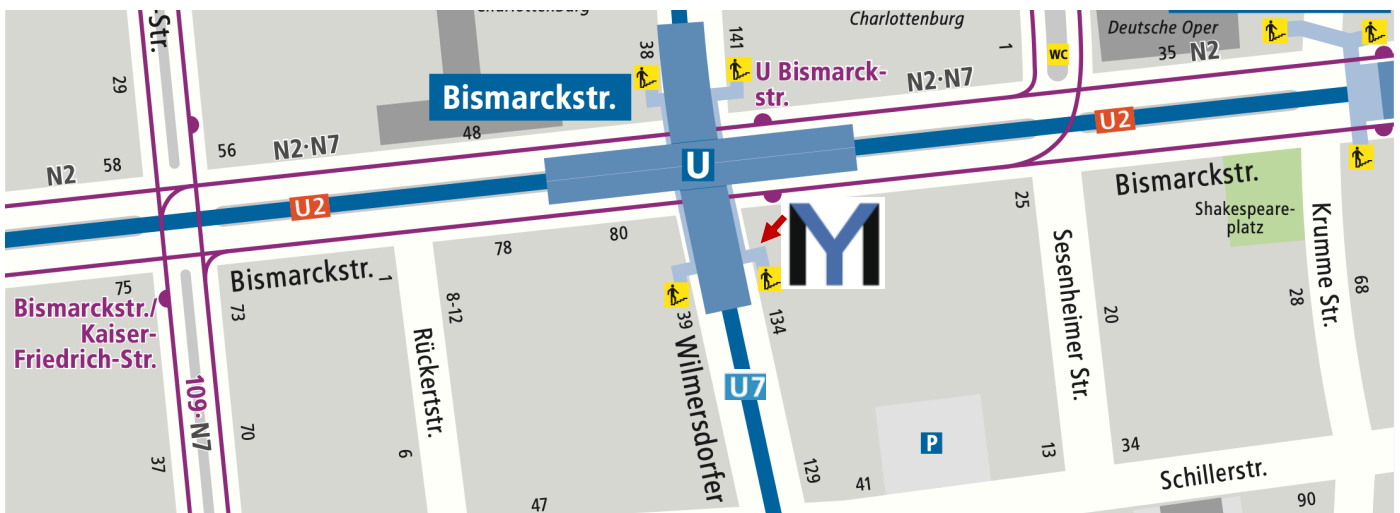 -Str.
Charlottenburg
38
141
Charlottenburg
1
WC
Deutsche Oper
35
N2
29
Bismarckstr.
U Bismarck-
str.
N2·N7
U2
48
56
N2·N7
58
N2
U
U2
Bismarckstr.
Shakespeare-
platz
25
80
78
MYM
Bismarckstr.
1
75
Bismarckstr./
Kaiser-
Friedrich-Str.
73
8-12
39
134
Wilmersdorfer
Rückertstr.
Sesenheimer Str.
20
Krumme Str.
28
68
U7
109·N7
70
37
6
47
129
41
P
13
34
Schillerstr.
90